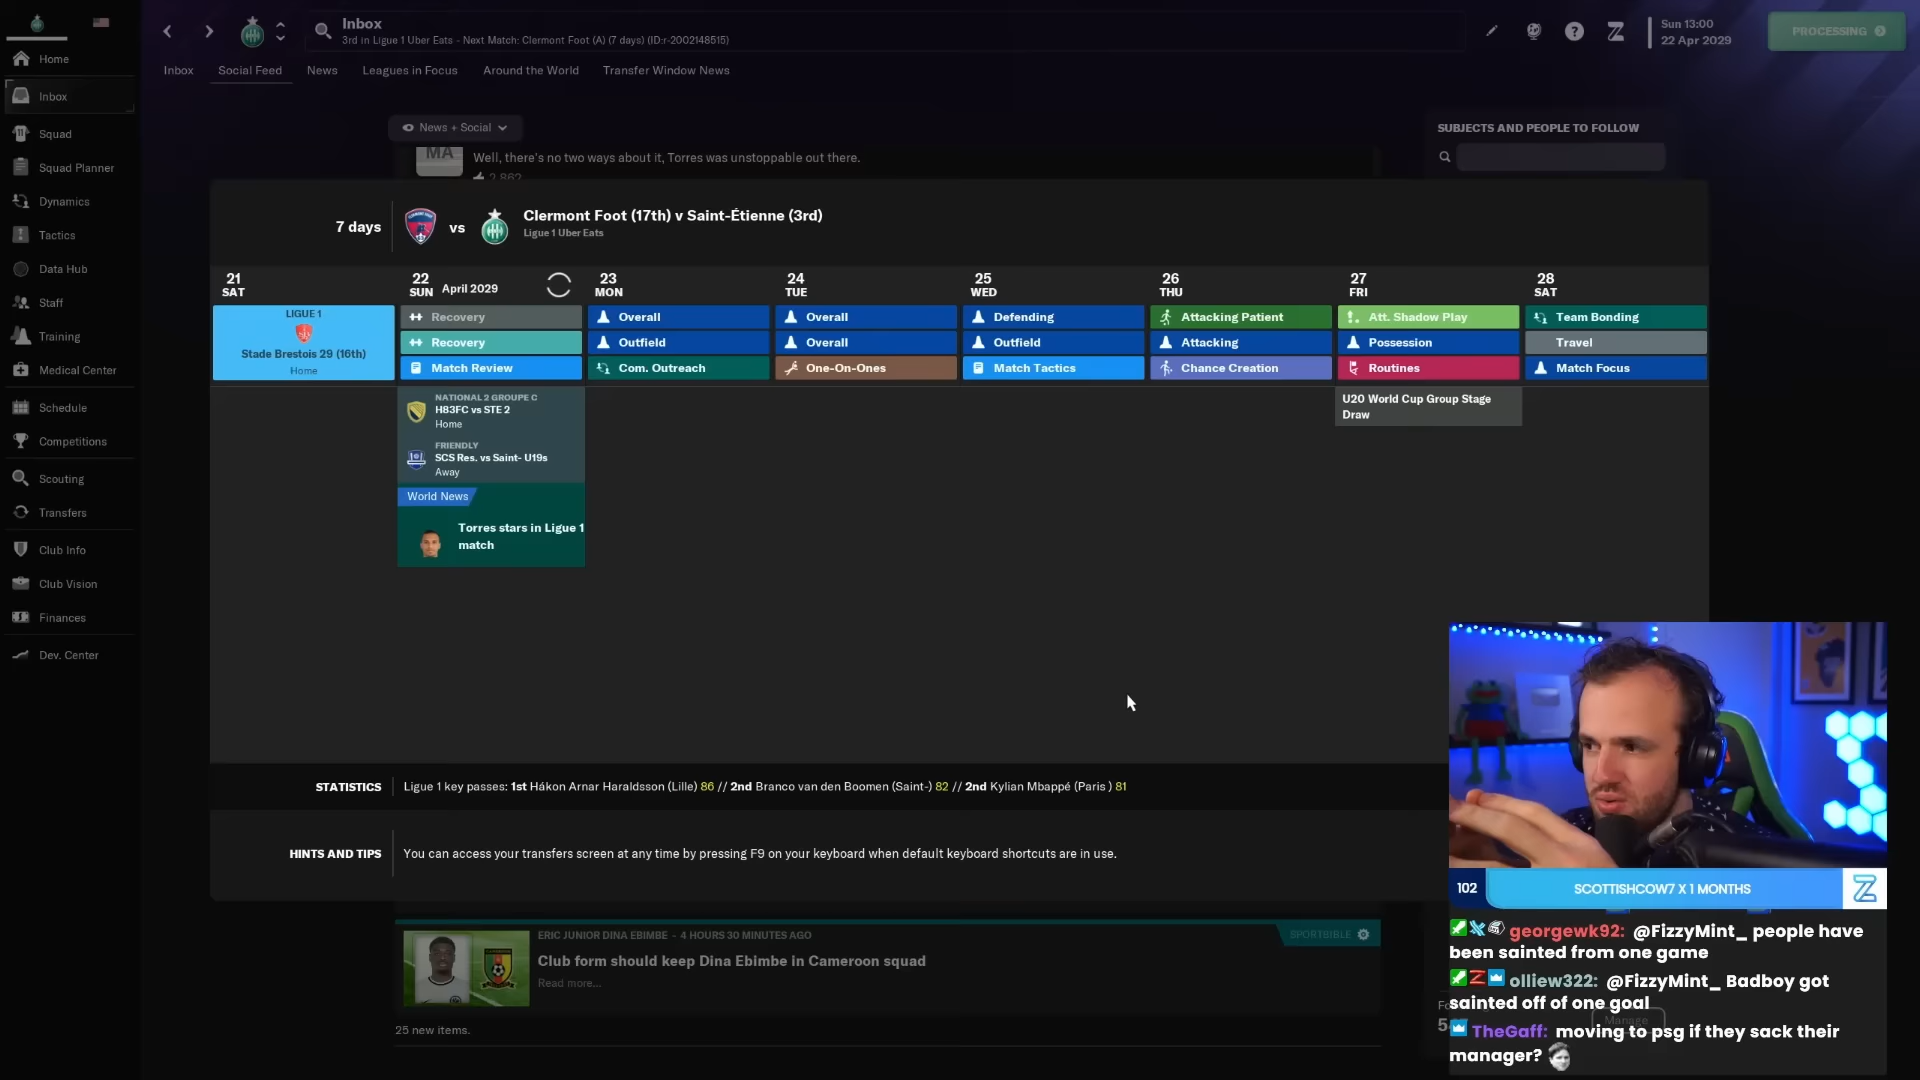 Inbox
3rd in Ligue 1 Uber Eats - Next Match: Clermont Foot (A) (7 days) (ID:r-2002148515)
Sun 13:00
22 Apr 2029
PROCESSING
Home
Inbox
Squad
Squad Planner
Dynamics
Tactics
Data Hub
Staff
Training
Medical Center
Schedule
Competitions
Scouting
Transfers
Club Info
Club Vision
Finances
Dev. Center
Inbox Social Feed News Leagues in Focus Around the World Transfer Window News
News + Social
SUBJECTS AND PEOPLE TO FOLLOW
MA
Well, there's no two ways about it, Torres was unstoppable out there.
2,862
7 days
vs
Clermont Foot (17th) v Saint-Étienne (3rd)
Ligue 1 Uber Eats
21
SAT
LIGUE 1
Stade Brestois 29 (16th)
Home
22
SUN
April 2029
Recovery
Recovery
Match Review
NATIONAL 2 GROUPE C
H83FC vs STE 2
Home
FRIENDLY
SCS Res. vs Saint- U19s
Away
World News
Torres stars in Ligue 1
match
23
MON
Overall
Outfield
Com. Outreach
24
TUE
Overall
Overall
One-On-Ones
25
WED
Defending
Outfield
Match Tactics
26
THU
Attacking Patient
Attacking
Chance Creation
27
FRI
Att. Shadow Play
Possession
Routines
U20 World Cup Group Stage
Draw
28
SAT
Team Bonding
Travel
Match Focus
STATISTICS
Ligue 1 key passes: 1st Hákon Arnar Haraldsson (Lille) 86 // 2nd Branco van den Boomen (Saint-) 82 // 2nd Kylian Mbappé (Paris ) 81
HINTS AND TIPS
You can access your transfers screen at any time by pressing F9 on your keyboard when default keyboard shortcuts are in use.
ERIC JUNIOR DINA EBIMBE - 4 HOURS 30 MINUTES AGO
SPORTBIBLE
Club form should keep Dina Ebimbe in Cameroon squad
Read more...
25 new items.
Manage
102
SCOTTISHCOW7 X 1 MONTHS
georgewk92: @FizzyMint_ people have
been sainted from one game
olliew322: @FizzyMint_ Badboy got
sainted off of one goal
TheGaff: moving to psg if they sack their
manager?